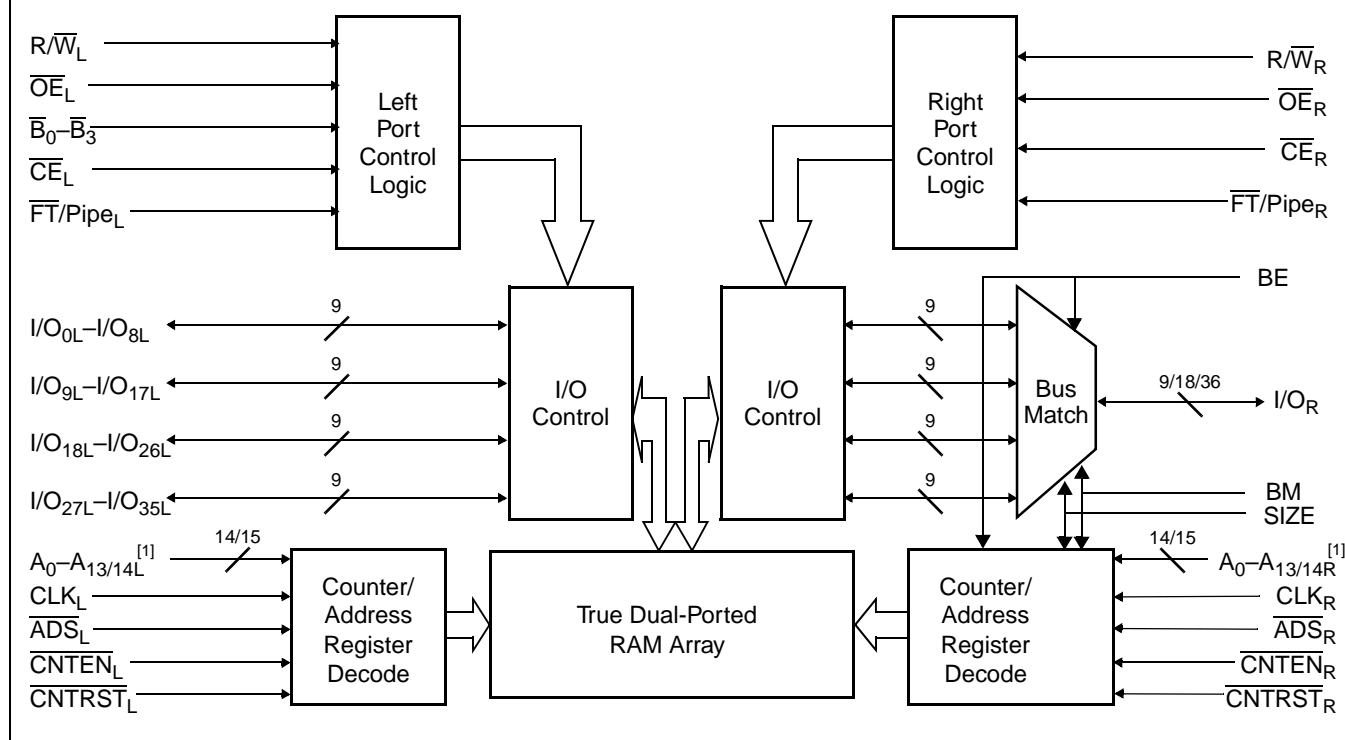 R/W̅L
O̅E̅L
B̅0–B̅3
C̅E̅L
F̅T̅/PipeL
Left
Port
Control
Logic
Right
Port
Control
Logic
R/W̅R
O̅E̅R
C̅E̅R
F̅T̅/PipeR
BE
I/O0L–I/O8L
9
I/O9L–I/O17L
9
I/O18L–I/O26L
9
I/O27L–I/O35L
9
I/O
Control
I/O
Control
9
9
9
9
Bus
Match
9/18/36
I/OR
BM
SIZE
A0–A13/14L[1]
14/15
CLKL
A̅D̅S̅L
C̅N̅T̅E̅N̅L
C̅N̅T̅R̅S̅T̅L
Counter/
Address
Register
Decode
True Dual-Ported
RAM Array
Counter/
Address
Register
Decode
14/15
A0–A13/14R[1]
CLKR
A̅D̅S̅R
C̅N̅T̅E̅N̅R
C̅N̅T̅R̅S̅T̅R